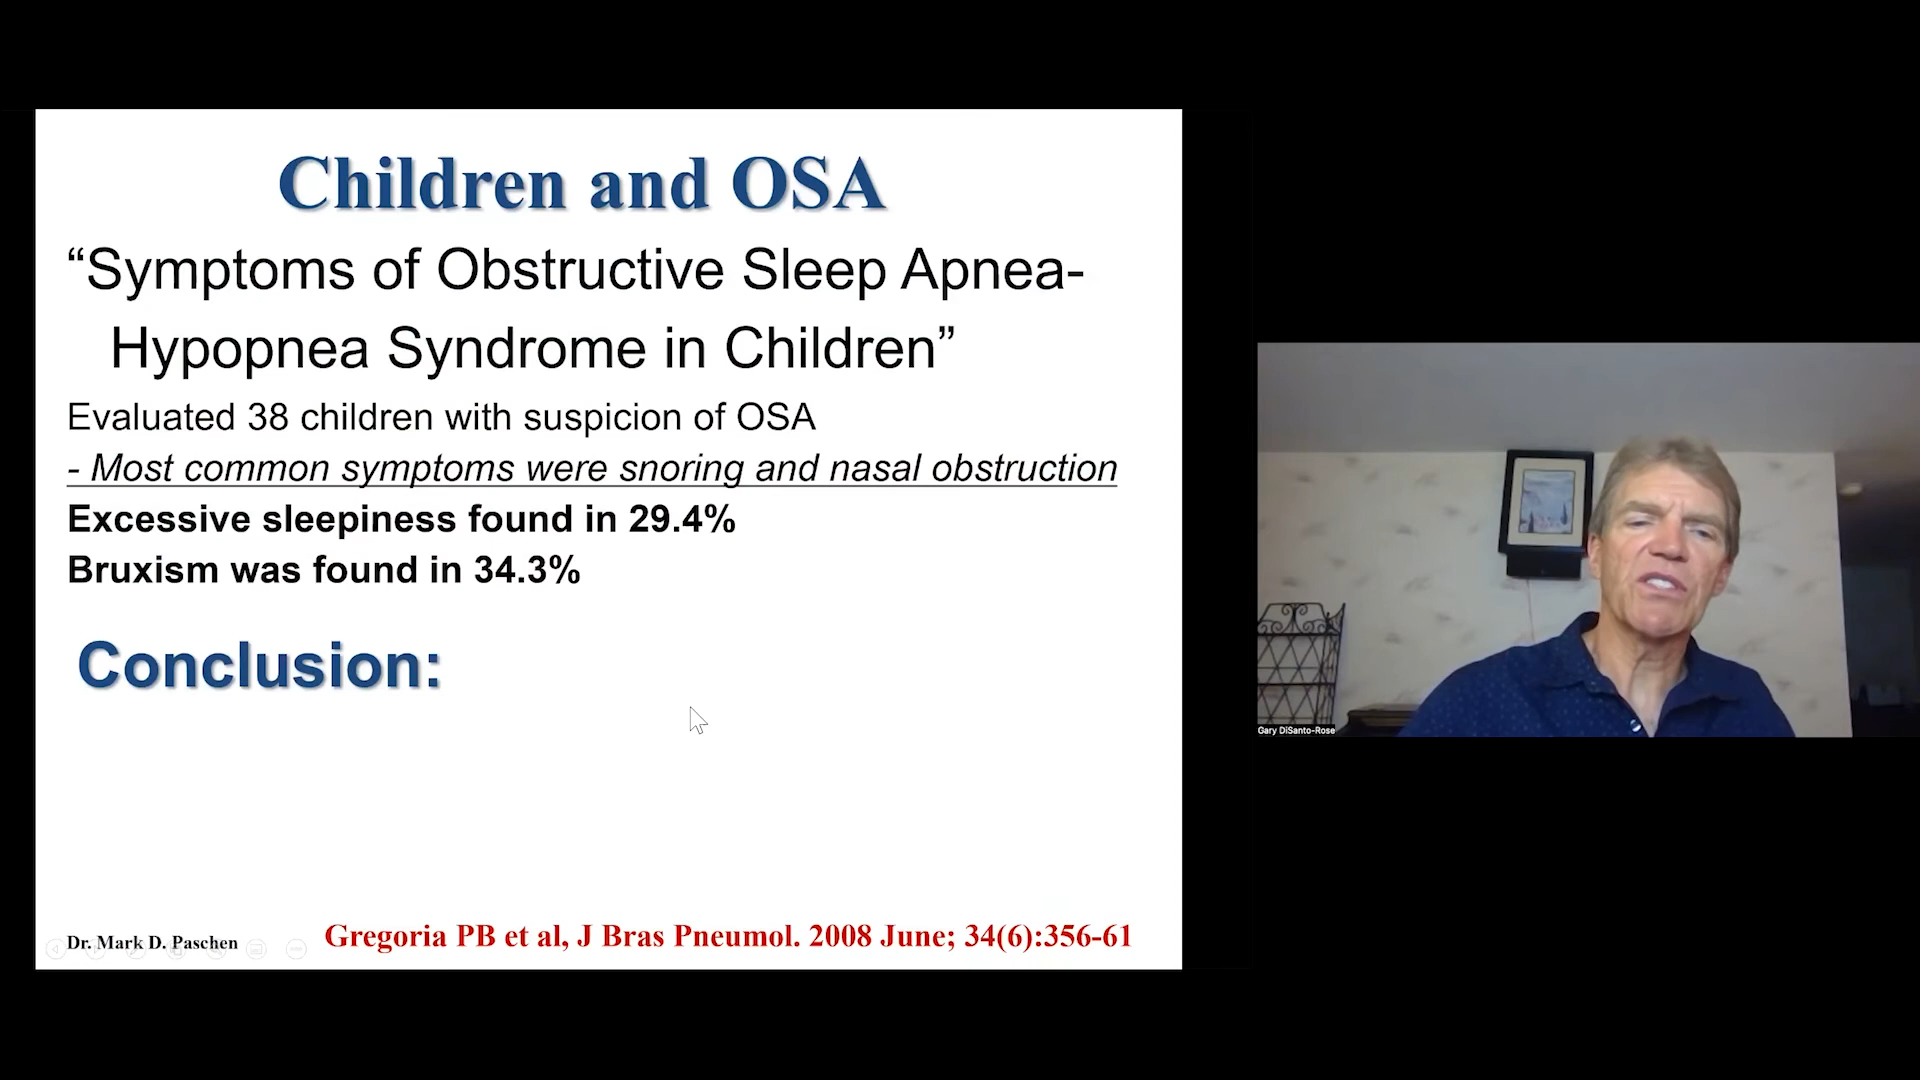 Children and OSA
“Symptoms of Obstructive Sleep Apnea-
Hypopnea Syndrome in Children”
Evaluated 38 children with suspicion of OSA
- Most common symptoms were snoring and nasal obstruction
Excessive sleepiness found in 29.4%
Bruxism was found in 34.3%
Conclusion:
Dr. Mark D. Paschen
Gregoria PB et al, J Bras Pneumol. 2008 June; 34(6):356-61
Gary DiSanto-Rose